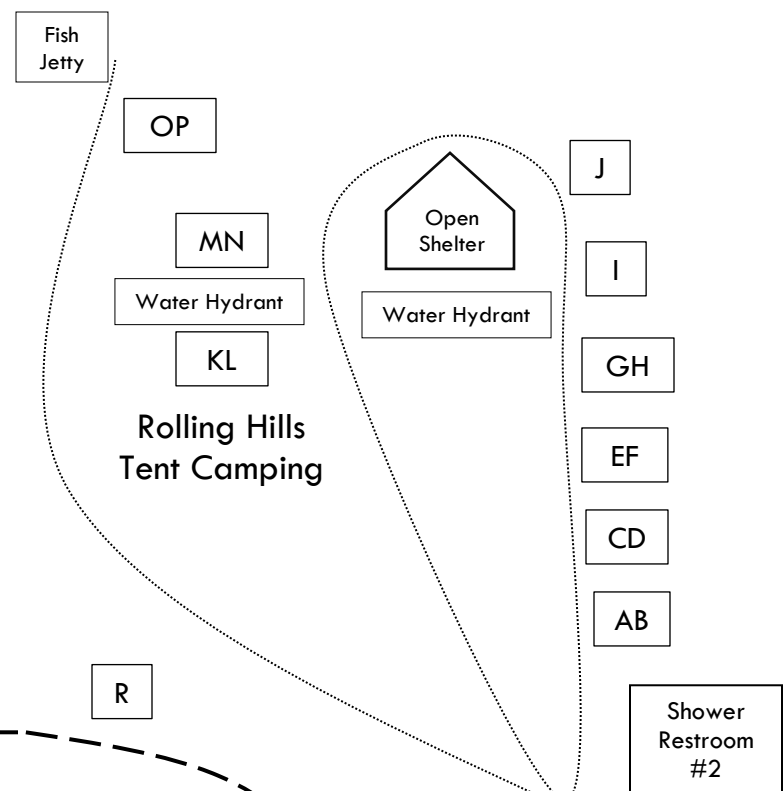 Fish
Jetty
OP
J
MN
Open
Shelter
I
Water Hydrant
Water Hydrant
KL
GH
Rolling Hills
Tent Camping
EF
CD
AB
R
Shower
Restroom
#2